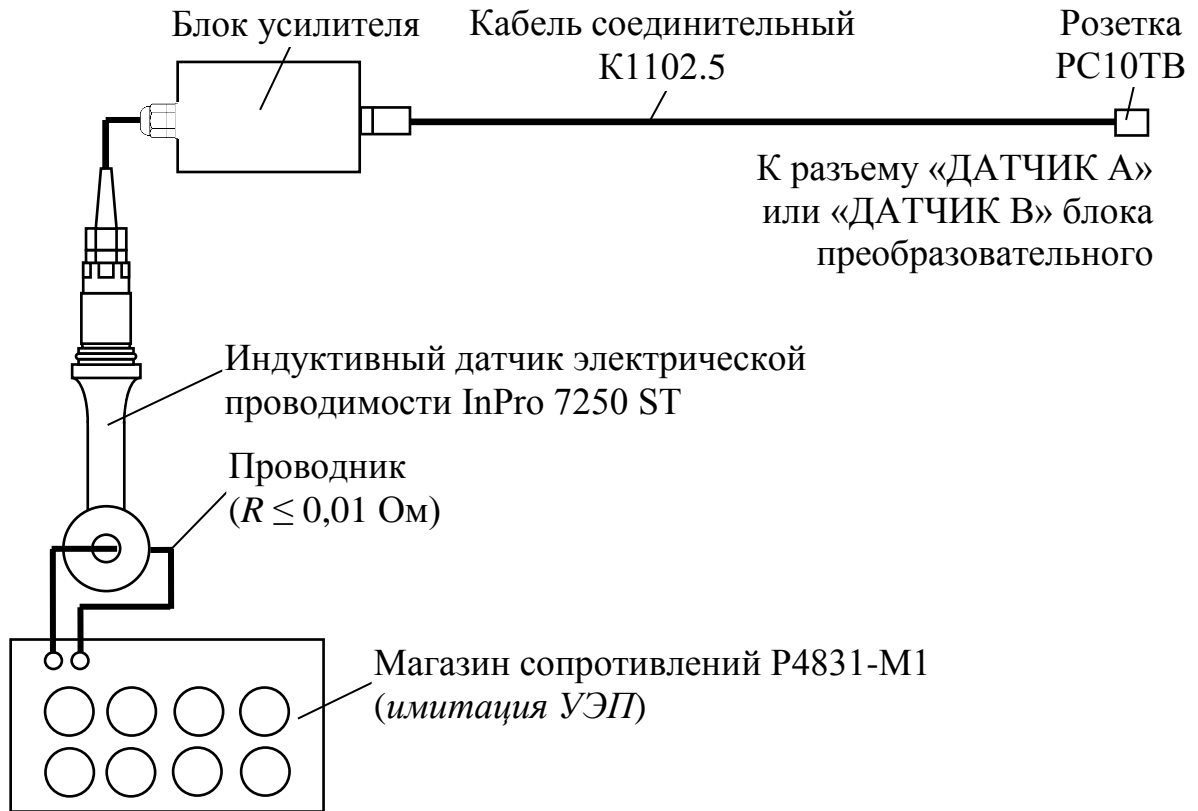 Блок усилителя
Кабель соединительный
К1102.5
Розетка
РС10ТВ
К разъему «ДАТЧИК А»
или «ДАТЧИК В» блока
преобразовательного
Индуктивный датчик электрической
проводимости InPro 7250 ST
Проводник
(R ≤ 0,01 Ом)
Магазин сопротивлений Р4831-М1
(имитация УЭП)